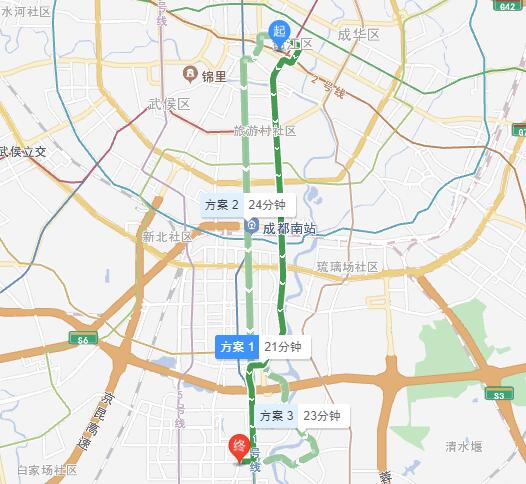 水河社区
号线
G42
起
江区
成华区
锦里
2号线
武侯区
旅游村社区
武侯立交
方案 2 24分钟
成都南站
新北社区
琉璃场社区
S6
方案 1 21分钟
京昆高速
5号线
方案 3 23分钟
S3
终
1号线
清水堰
白家场社区
蓉